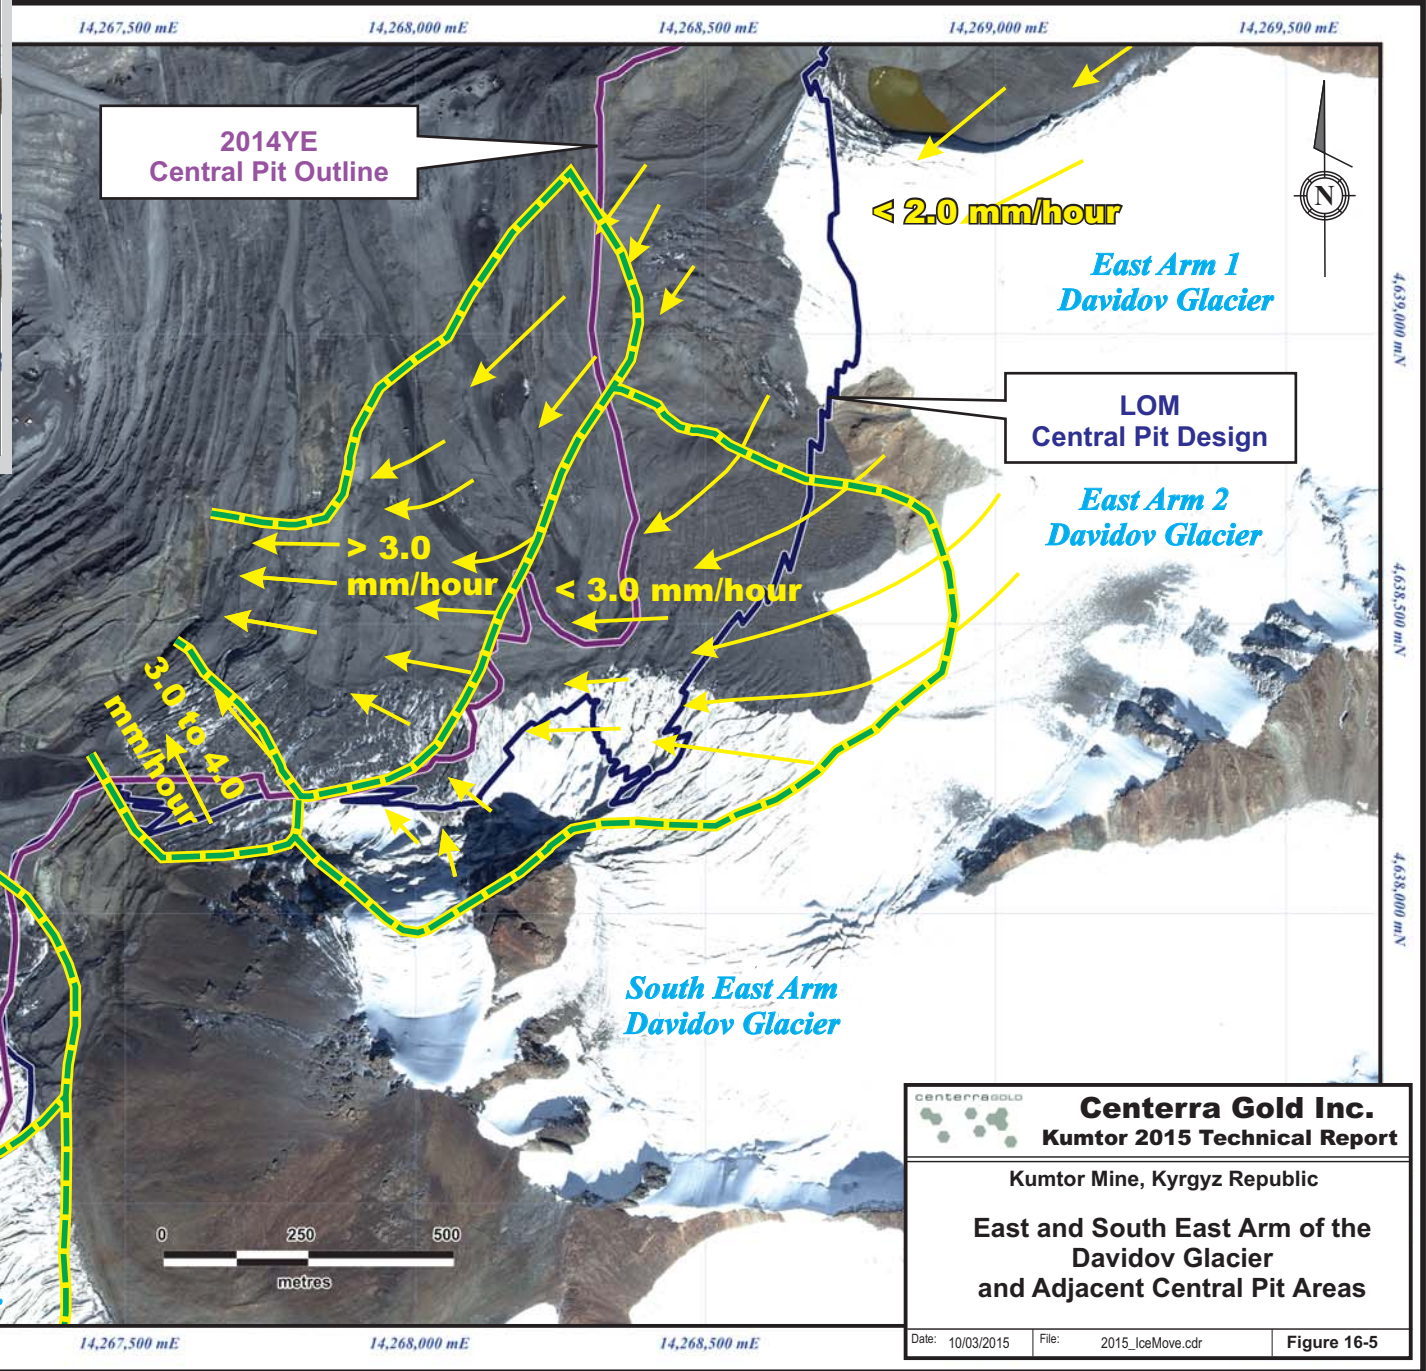 14,267,500 mE
14,268,000 mE
14,268,500 mE
14,269,000 mE
14,269,500 mE
2014YE
Central Pit Outline
N
< 2.0 mm/hour
East Arm 1
Davidov Glacier
4,639,000 mN
LOM
Central Pit Design
East Arm 2
Davidov Glacier
> 3.0
mm/hour
< 3.0 mm/hour
4,638,500 mN
3.0 to 4.0
mm/hour
4,638,000 mN
South East Arm
Davidov Glacier
centerraGOLD
Centerra Gold Inc.
Kumtor 2015 Technical Report
Kumtor Mine, Kyrgyz Republic
East and South East Arm of the
Davidov Glacier
and Adjacent Central Pit Areas
0 250 500
metres
Date: 10/03/2015 File: 2015_IceMove.cdr Figure 16-5
14,267,500 mE
14,268,000 mE
14,268,500 mE